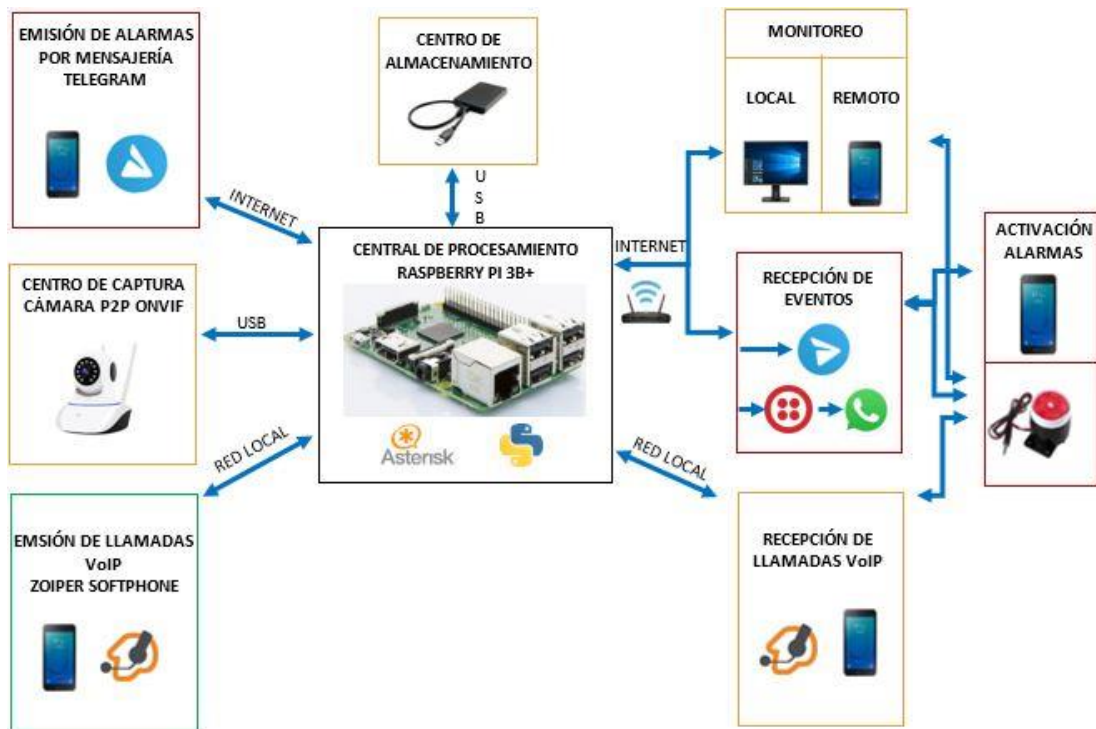 EMISIÓN DE ALARMAS
POR MENSAJERÍA
TELEGRAM
CENTRO DE
ALMACENAMIENTO
MONITOREO
LOCAL
REMOTO
INTERNET
U
S
B
CENTRAL DE PROCESAMIENTO
RASPBERRY PI 3B+
INTERNET
ACTIVACIÓN
ALARMAS
CENTRO DE CAPTURA
CÁMARA P2P ONVIF
USB
RECEPCIÓN DE
EVENTOS
Asterisk
RED LOCAL
RED LOCAL
EMSIÓN DE LLAMADAS
VoIP
ZOIPER SOFTPHONE
RECEPCIÓN DE
LLAMADAS VoIP